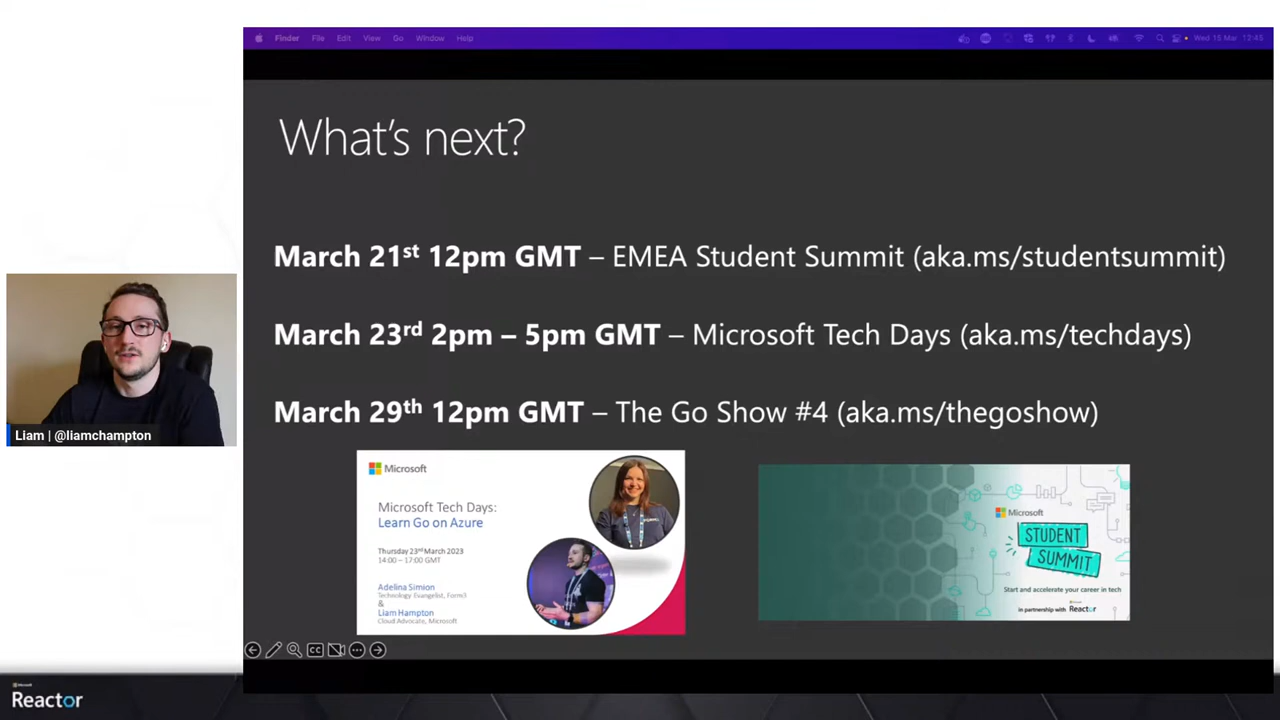 Finder File Edit View Go Window Help
Wed 15 Mar 12:45
What's next?
March 21st 12pm GMT – EMEA Student Summit (aka.ms/studentsummit)
March 23rd 2pm – 5pm GMT – Microsoft Tech Days (aka.ms/techdays)
March 29th 12pm GMT – The Go Show #4 (aka.ms/thegoshow)
Liam | @liamchampton
Microsoft
Microsoft Tech Days:
Learn Go on Azure
Thursday 23rd March 2023
14:00 – 17:00 GMT
Adelina Simion
Technology Evangelist, Form3
&
Liam Hampton
Cloud Advocate, Microsoft
Microsoft
STUDENT
SUMMIT
Start and accelerate your career in tech
in partnership with Reactor
CC
Microsoft
Reactor